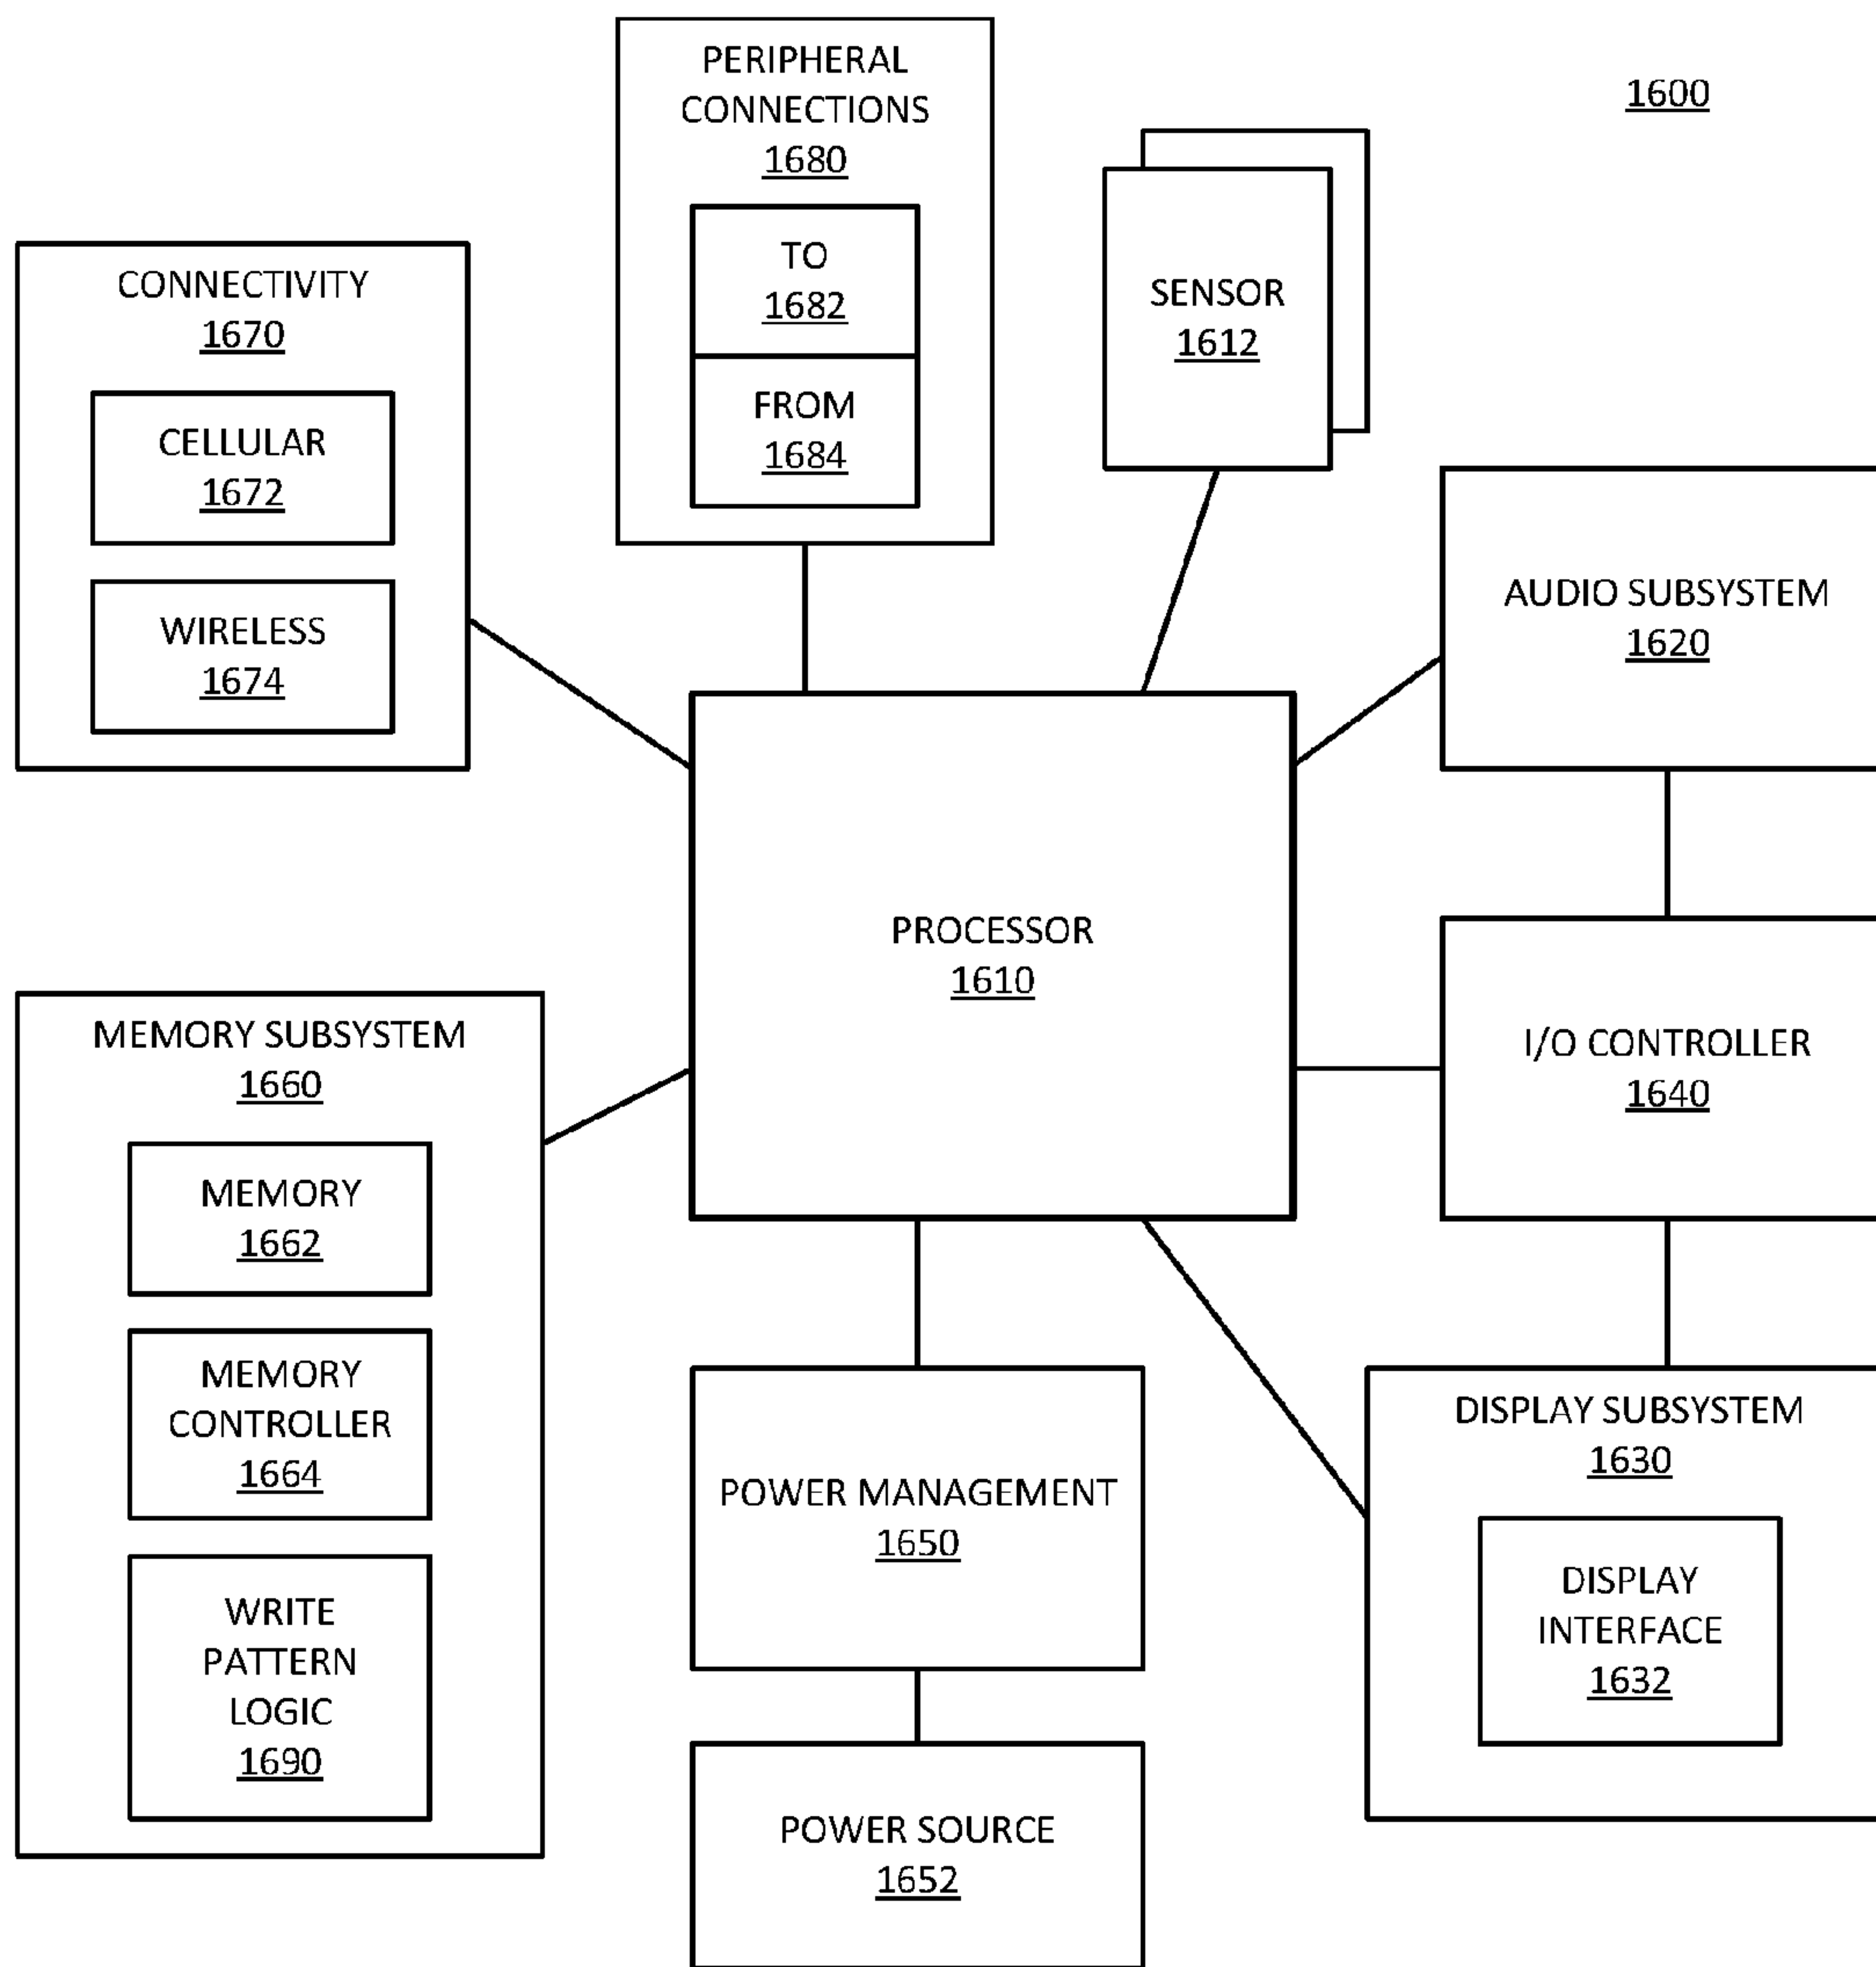 PERIPHERAL
CONNECTIONS
1680
TO
1682
FROM
1684
1600
SENSOR
1612
CONNECTIVITY
1670
CELLULAR
1672
WIRELESS
1674
AUDIO SUBSYSTEM
1620
PROCESSOR
1610
I/O CONTROLLER
1640
MEMORY SUBSYSTEM
1660
MEMORY
1662
MEMORY
CONTROLLER
1664
WRITE
PATTERN
LOGIC
1690
POWER MANAGEMENT
1650
POWER SOURCE
1652
DISPLAY SUBSYSTEM
1630
DISPLAY
INTERFACE
1632